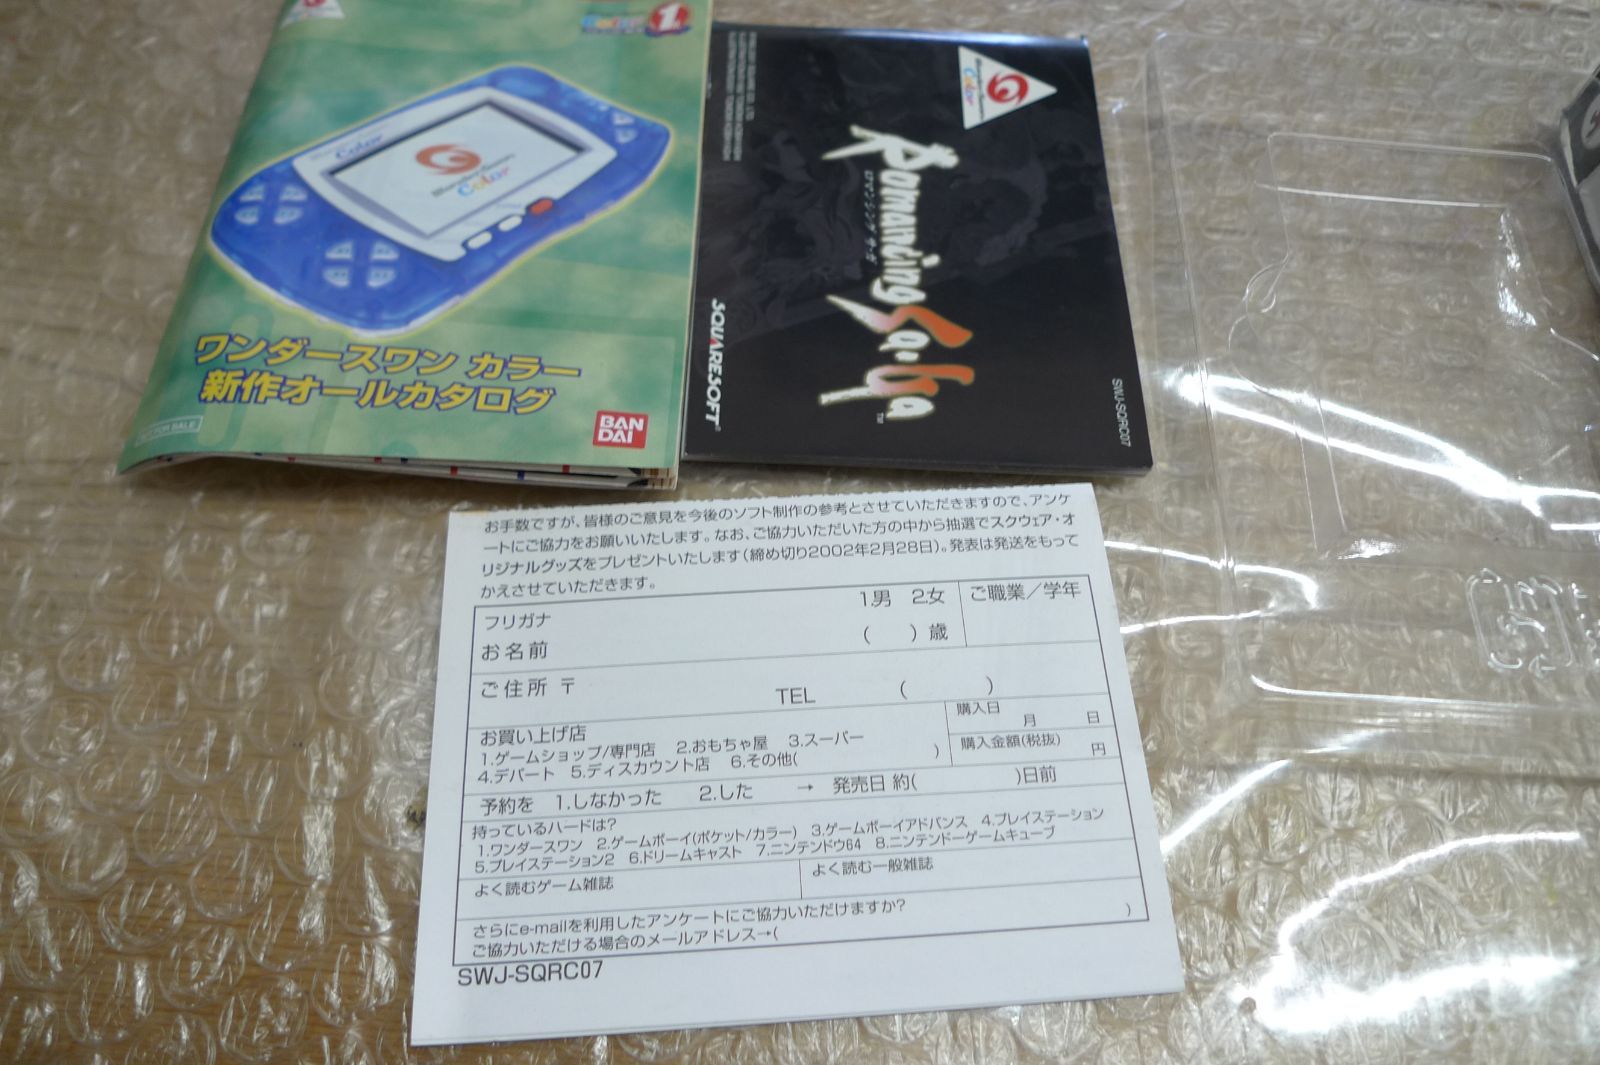 WonderSwan
Color
ワンダースワン カラー
新作オールカタログ
NOT FOR SALE
BAN
DAI
Color
Romancing Sa・Ga
ロマンシング サ・ガ
TM
SQUARESOFT
SWJ-SQRC07
お手数ですが、皆様のご意見を今後のソフト制作の参考とさせていただきますので、アンケ
ートにご協力をお願いいたします。なお、ご協力いただいた方の中から抽選でスクウェア・オ
リジナルグッズをプレゼントいたします(締め切り2002年2月28日)。発表は発送をもって
かえさせていただきます。
フリガナ 1.男 2.女 ご職業/学年
お名前 ( )歳
ご住所 〒 TEL ( )
お買い上げ店 購入日 月 日
1.ゲームショップ/専門店 2.おもちゃ屋 3.スーパー
4.デパート 5.ディスカウント店 6.その他( ) 購入金額(税抜) 円
予約を 1.しなかった 2.した → 発売日 約( )日前
持っているハードは?
1.ワンダースワン 2.ゲームボーイ(ポケット/カラー) 3.ゲームボーイアドバンス 4.プレイステーション
5.プレイステーション2 6.ドリームキャスト 7.ニンテンドウ64 8.ニンテンドーゲームキューブ
よく読むゲーム雑誌 よく読む一般雑誌
さらにe-mailを利用したアンケートにご協力いただけますか?
ご協力いただける場合のメールアドレス→( )
SWJ-SQRC07